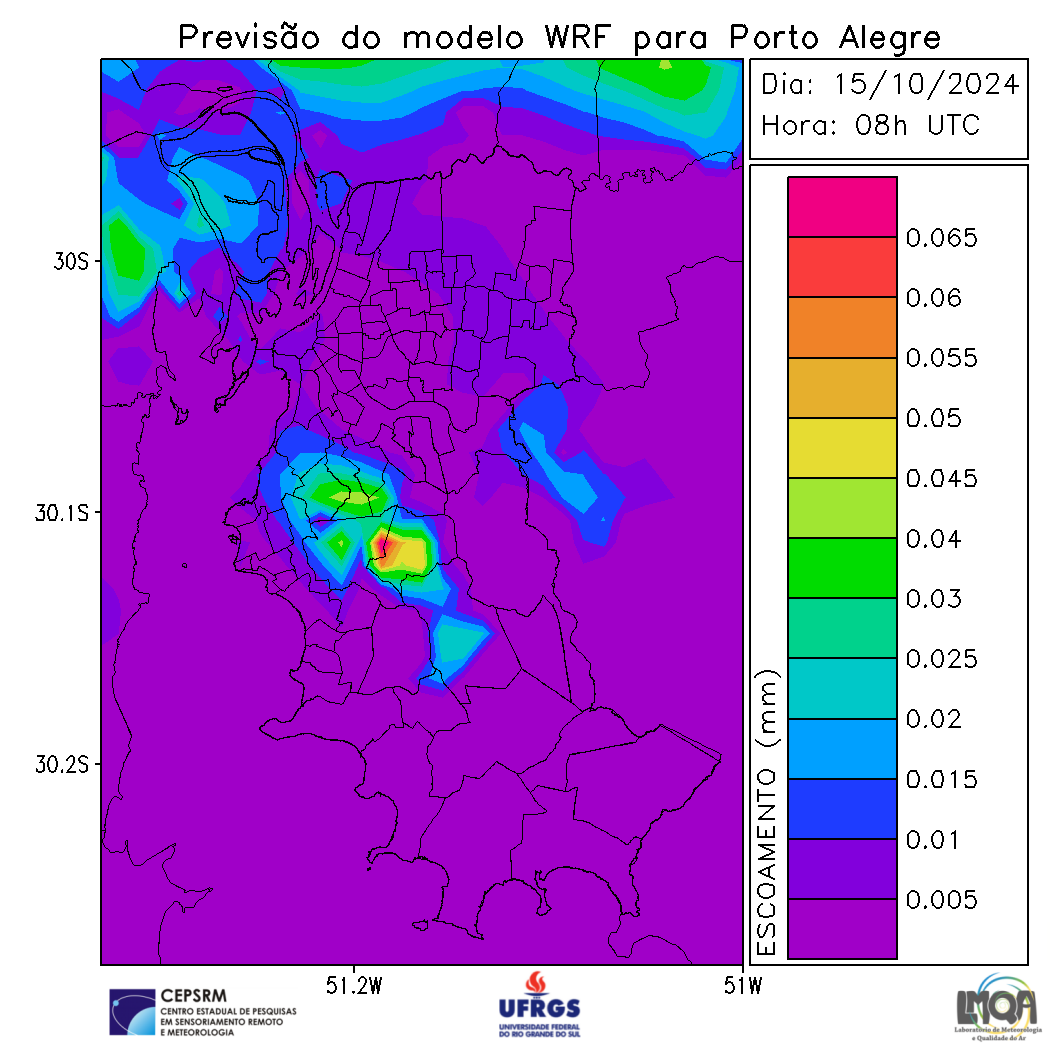 Previsão do modelo WRF para Porto Alegre
Dia: 15/10/2024
Hora: 08h UTC
30S
30.1S
30.2S
51.2W
51W
ESCOAMENTO (mm)
0.065
0.06
0.055
0.05
0.045
0.04
0.03
0.025
0.02
0.015
0.01
0.005
CEPSRM
CENTRO ESTADUAL DE PESQUISAS
EM SENSORIAMENTO REMOTO
E METEOROLOGIA
UFRGS
UNIVERSIDADE FEDERAL
DO RIO GRANDE DO SUL
LMQA
Laboratório de Meteorologia
e Qualidade do Ar